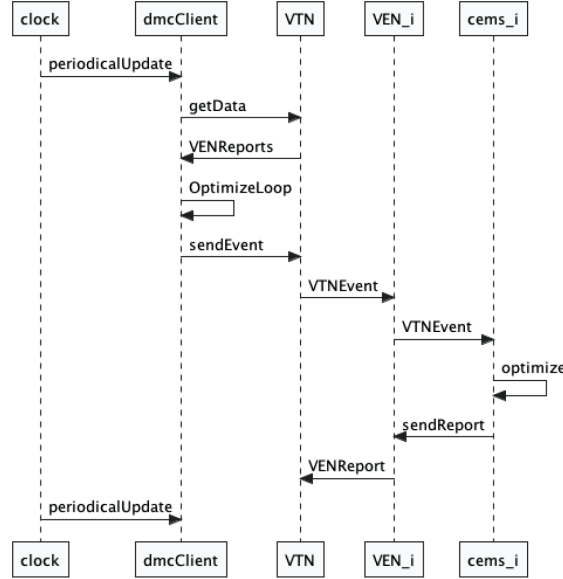 clock dmcClient VTN VEN_i cems_i
periodicalUpdate
getData
VENReports
OptimizeLoop
sendEvent
VTNEvent
VTNEvent
optimize
sendReport
VENReport
periodicalUpdate
clock dmcClient VTN VEN_i cems_i